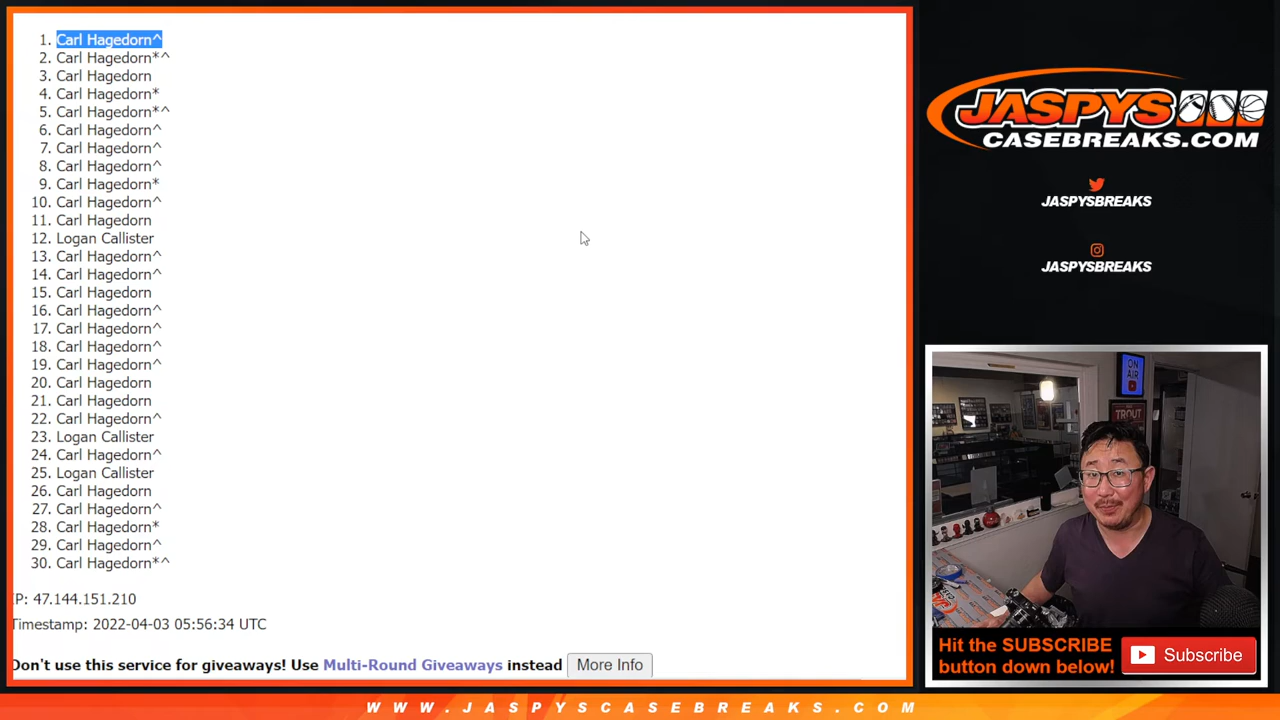 1. Carl Hagedorn^
2. Carl Hagedorn*^
3. Carl Hagedorn
4. Carl Hagedorn*
5. Carl Hagedorn*^
6. Carl Hagedorn^
7. Carl Hagedorn^
8. Carl Hagedorn^
9. Carl Hagedorn*
10. Carl Hagedorn^
11. Carl Hagedorn
12. Logan Callister
13. Carl Hagedorn^
14. Carl Hagedorn^
15. Carl Hagedorn
16. Carl Hagedorn^
17. Carl Hagedorn^
18. Carl Hagedorn^
19. Carl Hagedorn^
20. Carl Hagedorn
21. Carl Hagedorn
22. Carl Hagedorn^
23. Logan Callister
24. Carl Hagedorn^
25. Logan Callister
26. Carl Hagedorn
27. Carl Hagedorn^
28. Carl Hagedorn*
29. Carl Hagedorn^
30. Carl Hagedorn*^
IP: 47.144.151.210
Timestamp: 2022-04-03 05:56:34 UTC
Don't use this service for giveaways! Use Multi-Round Giveaways instead More Info
JASPYS
CASEBREAKS.COM
JASPYSBREAKS
JASPYSBREAKS
ON
AIR
TROUT
Hit the SUBSCRIBE
button down below!
Subscribe
WWW.JASPYSCASEBREAKS.COM